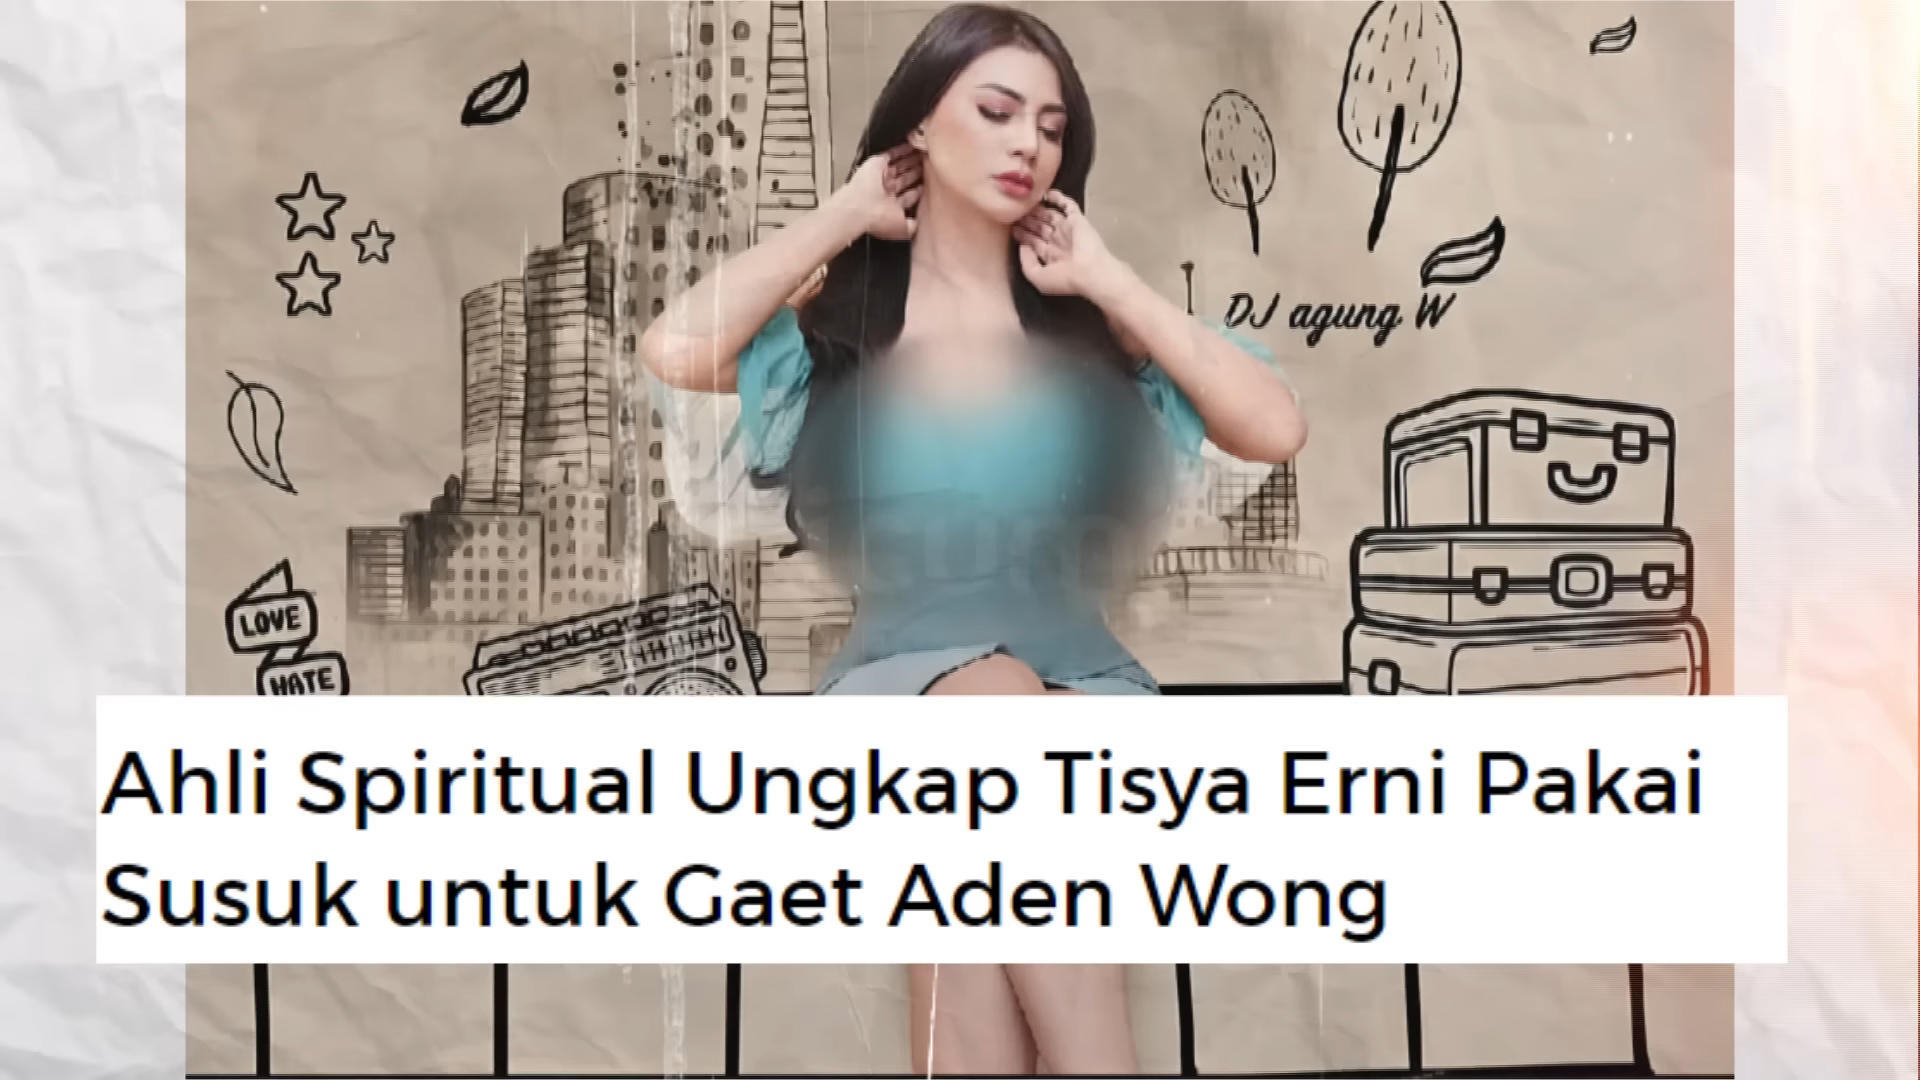 DJ agung W
LOVE
HATE
Ahli Spiritual Ungkap Tisya Erni Pakai
Susuk untuk Gaet Aden Wong